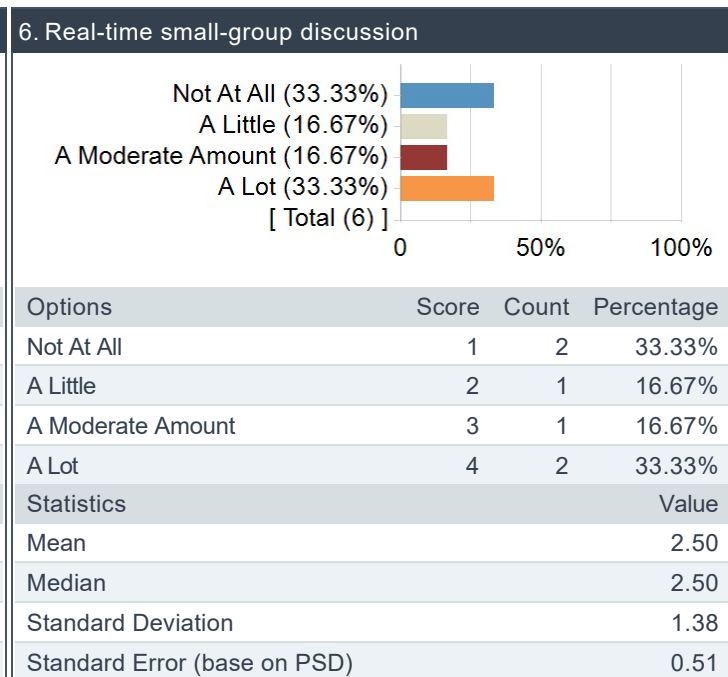 6. Real-time small-group discussion
Not At All (33.33%)
A Little (16.67%)
A Moderate Amount (16.67%)
A Lot (33.33%)
[ Total (6) ]
0 50% 100%
Options Score Count Percentage
Not At All 1 2 33.33%
A Little 2 1 16.67%
A Moderate Amount 3 1 16.67%
A Lot 4 2 33.33%
Statistics Value
Mean 2.50
Median 2.50
Standard Deviation 1.38
Standard Error (base on PSD) 0.51